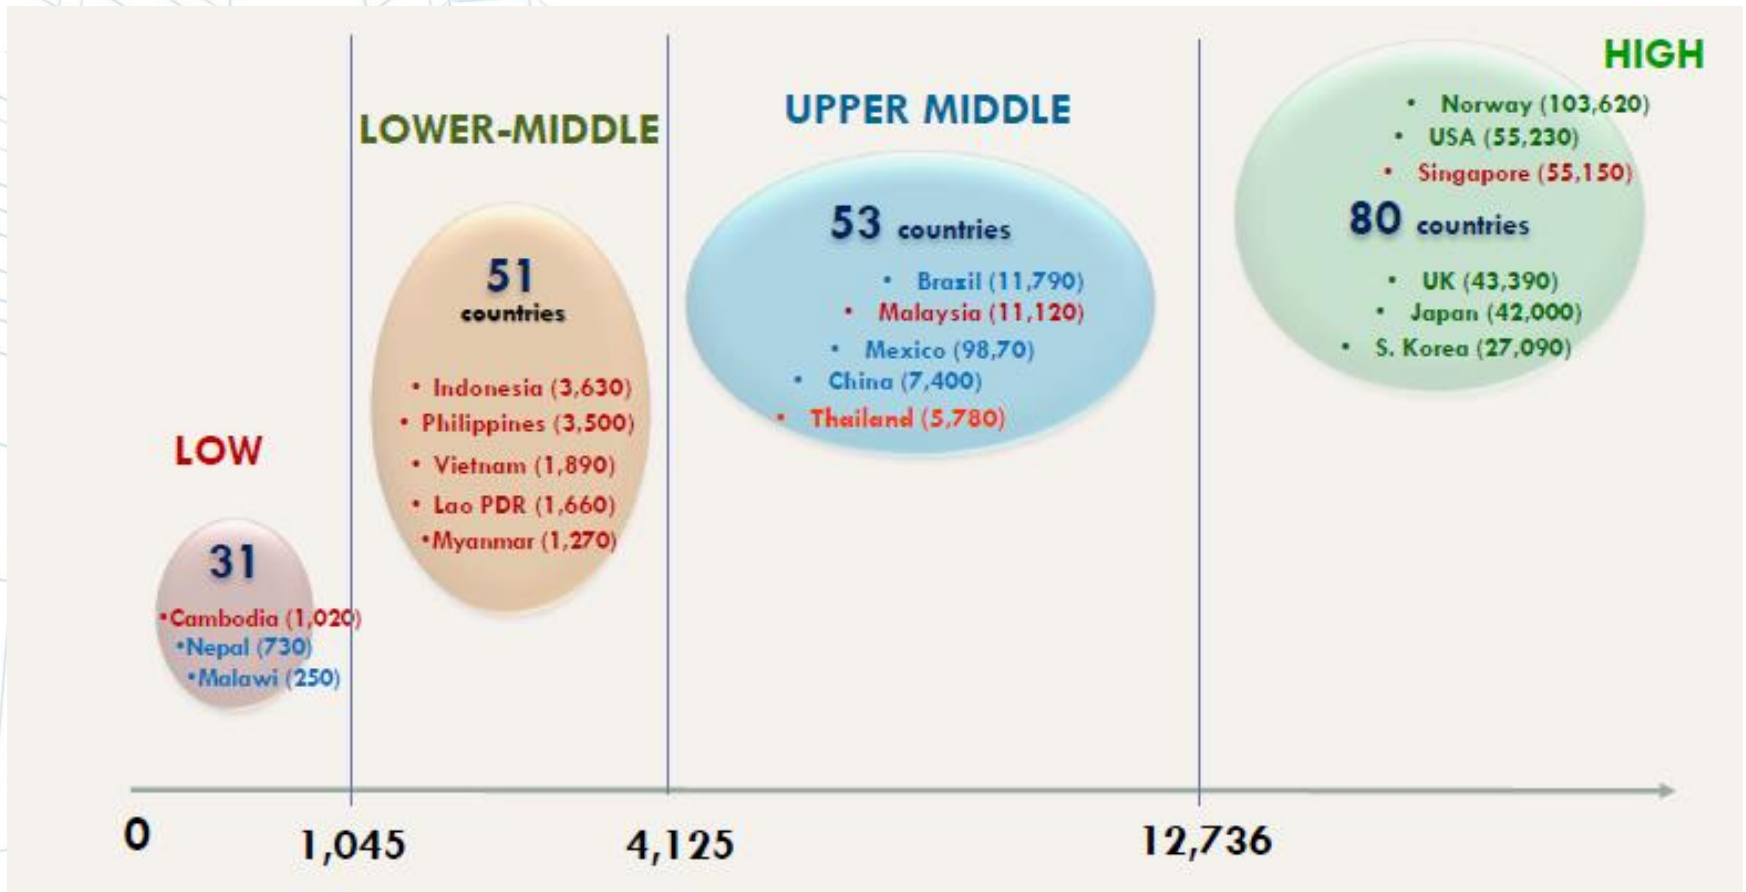 LOW
31
•Cambodia (1,020)
•Nepal (730)
•Malawi (250)
LOWER-MIDDLE
51
countries
• Indonesia (3,630)
• Philippines (3,500)
• Vietnam (1,890)
• Lao PDR (1,660)
•Myanmar (1,270)
UPPER MIDDLE
53 countries
• Brazil (11,790)
• Malaysia (11,120)
• Mexico (98,70)
• China (7,400)
• Thailand (5,780)
HIGH
• Norway (103,620)
• USA (55,230)
• Singapore (55,150)
80 countries
• UK (43,390)
• Japan (42,000)
• S. Korea (27,090)
0
1,045
4,125
12,736